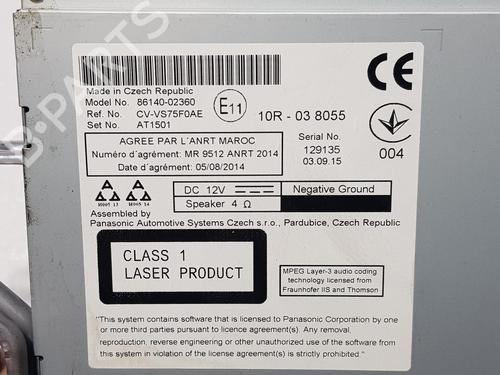 B-PARTS
Made in Czech Republic
Model No. 86140-02360
Ref. No. CV-VS75F0AE
Set No. AT1501
E11
10R - 03 8055
CE
AGREE PAR L'ANRT MAROC
Numéro d'agrément: MR 9512 ANRT 2014
Date d'agrément: 05/08/2014
Serial No.
129135
03.09.15
004
DC 12V
Negative Ground
Speaker 4 Ω
Assembled by
Panasonic Automotive Systems Czech s.r.o., Pardubice, Czech Republic
CLASS 1
LASER PRODUCT
MPEG Layer-3 audio coding
technology licensed from
Fraunhofer IIS and Thomson
"This system contains software that is licensed to Panasonic Corporation by one
or more third parties pursuant to licence agreement(s). Any removal,
reproduction, reverse engineering or other unauthorized use of the software from
this system in violation of the licence agreement(s) is strictly prohibited."